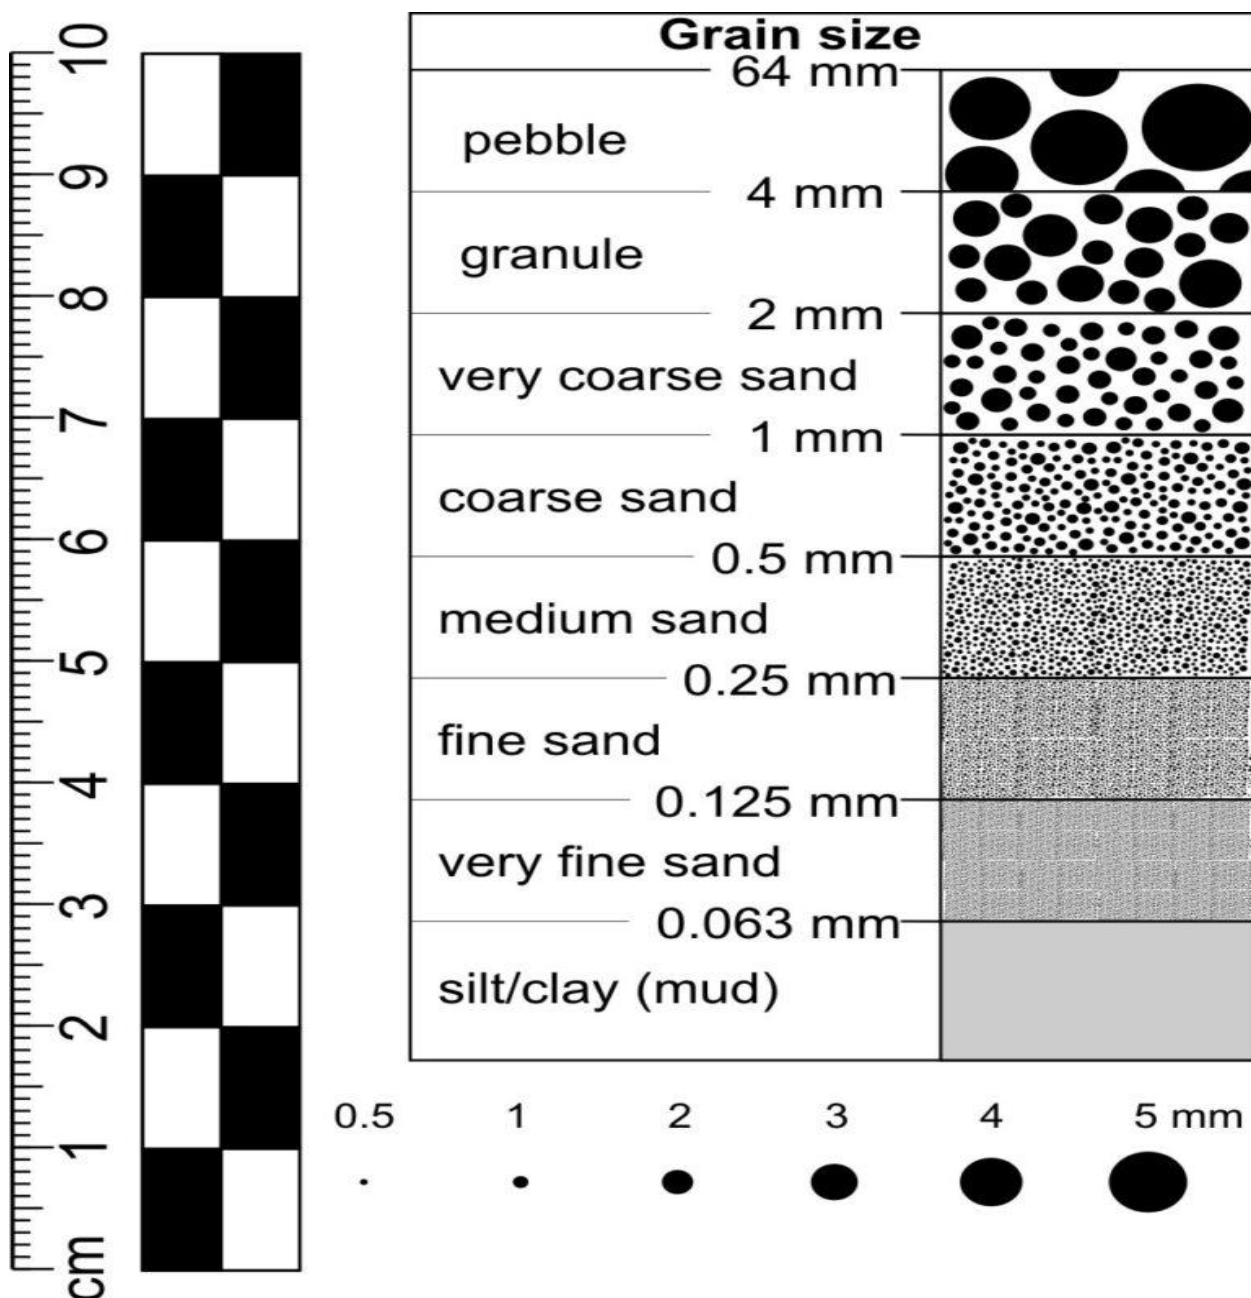 10
9
8
7
6
5
4
3
2
1
cm
Grain size
64 mm
pebble
4 mm
granule
2 mm
very coarse sand
1 mm
coarse sand
0.5 mm
medium sand
0.25 mm
fine sand
0.125 mm
very fine sand
0.063 mm
silt/clay (mud)
0.5 1 2 3 4 5 mm